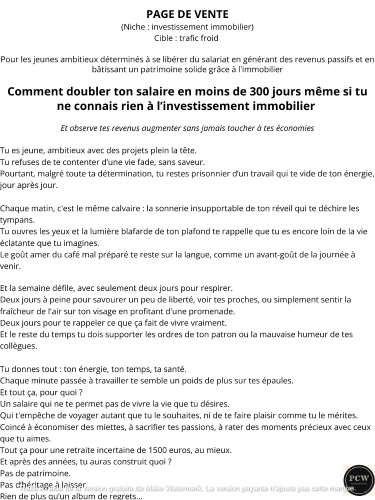 PAGE DE VENTE
(Niche : investissement immobilier)
Cible : trafic froid
Pour les jeunes ambitieux déterminés à se libérer du salariat en générant des revenus passifs et en
bâtissant un patrimoine solide grâce à l'immobilier
Comment doubler ton salaire en moins de 300 jours même si tu
ne connais rien à l’investissement immobilier
Et observe tes revenus augmenter sans jamais toucher à tes économies
Tu es jeune, ambitieux avec des projets plein la tête.
Tu refuses de te contenter d’une vie fade, sans saveur.
Pourtant, malgré toute ta détermination, tu restes prisonnier d’un travail qui te vide de ton énergie,
jour après jour.
Chaque matin, c'est le même calvaire : la sonnerie insupportable de ton réveil qui te déchire les
tympans.
Tu ouvres les yeux et la lumière blafarde de ton plafond te rappelle que tu es encore loin de la vie
éclatante que tu imagines.
Le goût amer du café mal préparé te reste sur la langue, comme un avant-goût de la journée à
venir.
Et la semaine défile, avec seulement deux jours pour respirer.
Deux jours à peine pour savourer un peu de liberté, voir tes proches, ou simplement sentir la
fraîcheur de l'air sur ton visage en profitant d'une promenade.
Deux jours pour te rappeler ce que ça fait de vivre vraiment.
Et le reste du temps tu dois supporter les ordres de ton patron ou la mauvaise humeur de tes
collègues.
Tu donnes tout : ton énergie, ton temps, ta santé.
Chaque minute passée à travailler te semble un poids de plus sur tes épaules.
Et tout ça, pour quoi ?
Un salaire qui ne te permet pas de vivre la vie que tu désires.
Qui t'empêche de voyager autant que tu le souhaites, ni de te faire plaisir comme tu le mérites.
Coincé à économiser des miettes, à sacrifier tes passions, à rater des moments précieux avec ceux
que tu aimes.
Tout ça pour une retraite incertaine de 1500 euros, au mieux.
Et après des années, tu auras construit quoi ?
Pas de patrimoine.
Pas d'héritage à laisser.
version gratuite de Make Watermark. La version payante n'ajoute pas cette
Rien de plus qu’un album de regrets...
PCW